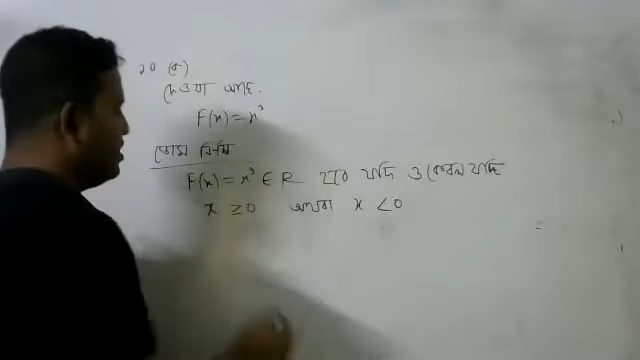 ১০ (ক)
দেওয়া আছে.
F(x) = x³
ডোমেন নির্ণয়
F(x) = x³ ∈ R হবে যদি ও কেবল যদি
x ≥ 0 অথবা x < 0